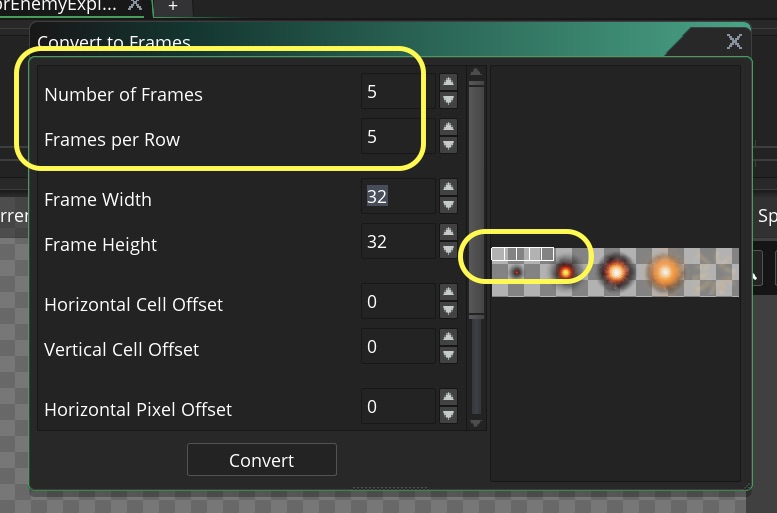 orEnemyExpl... X +
Convert to Frames X
Number of Frames 5
Frames per Row 5
Frame Width 32
Frame Height 32
Horizontal Cell Offset 0
Vertical Cell Offset 0
Horizontal Pixel Offset 0
Convert
rrer
Sp